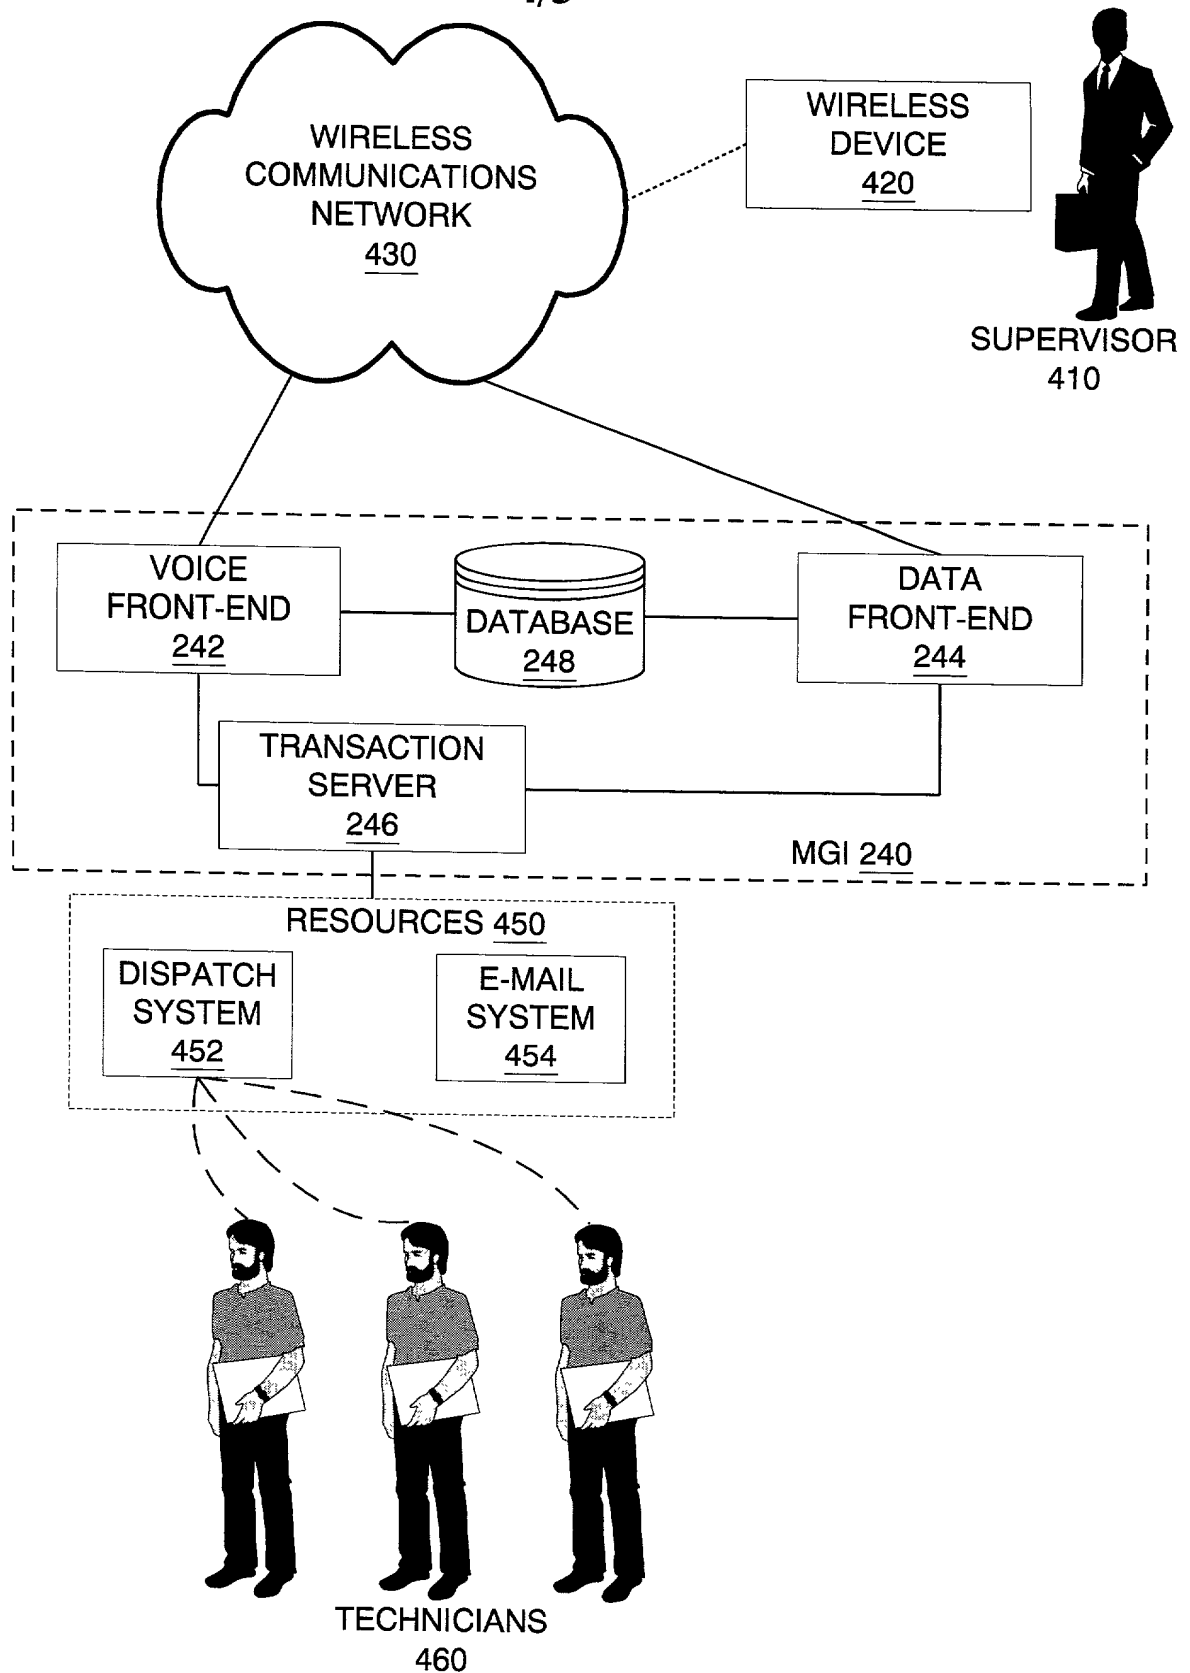 WIRELESS
COMMUNICATIONS
NETWORK
430
WIRELESS
DEVICE
420
SUPERVISOR
410
VOICE
FRONT-END
242
DATABASE
248
DATA
FRONT-END
244
TRANSACTION
SERVER
246
MGI 240
RESOURCES 450
DISPATCH
SYSTEM
452
E-MAIL
SYSTEM
454
TECHNICIANS
460